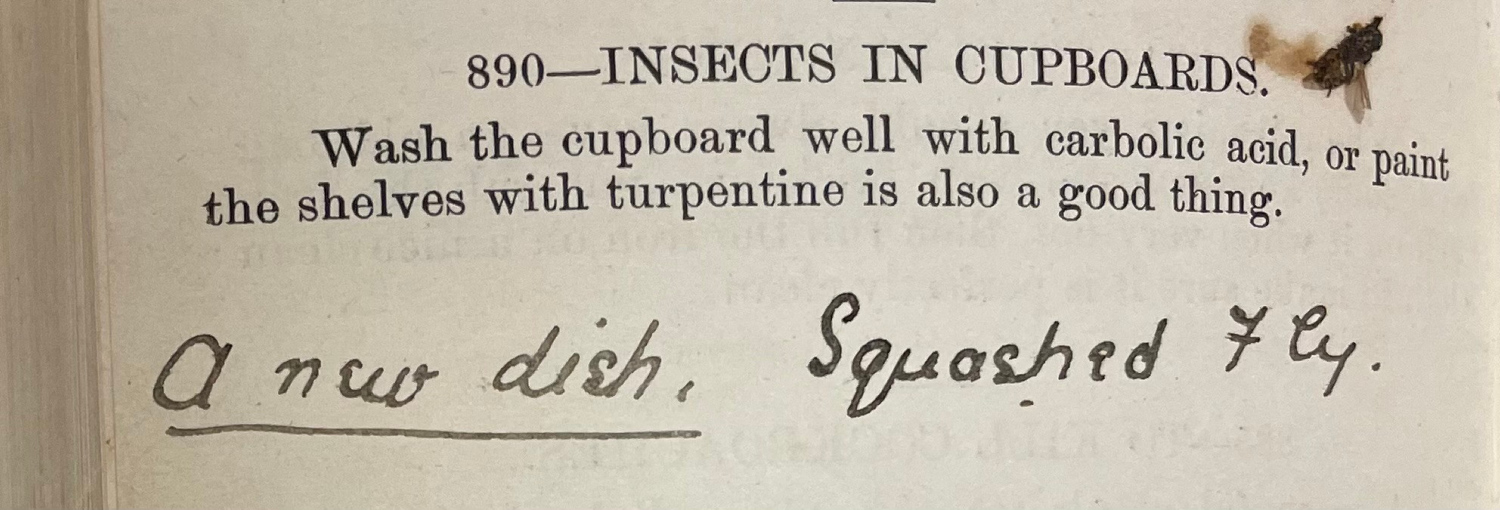 890—INSECTS IN CUPBOARDS.
Wash the cupboard well with carbolic acid, or paint
the shelves with turpentine is also a good thing.
A new dish. Squashed Fly.